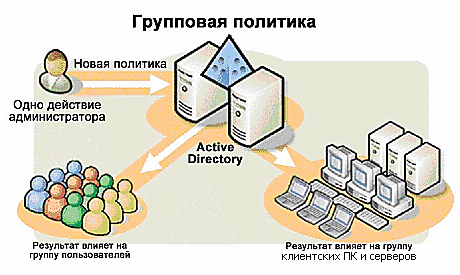 Групповая политика
Новая политика
Одно действие
администратора
Active
Directory
Результат влияет на
группу пользователей
Результат влияет на группу
клиентских ПК и серверов